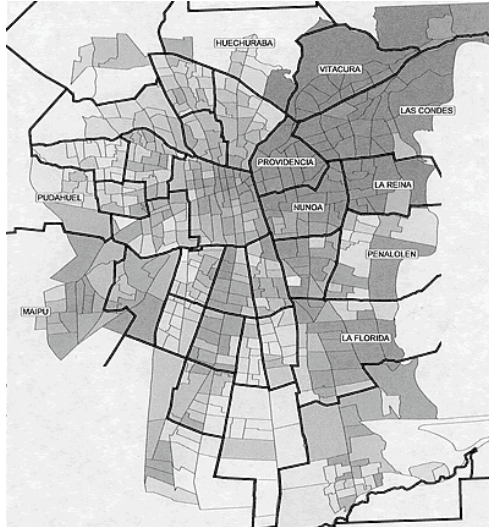 HUECHURABA
VITACURA
LAS CONDES
PROVIDENCIA
LA REINA
PUDAHUEL
NUNOA
PENALOLEN
MAIPU
LA FLORIDA